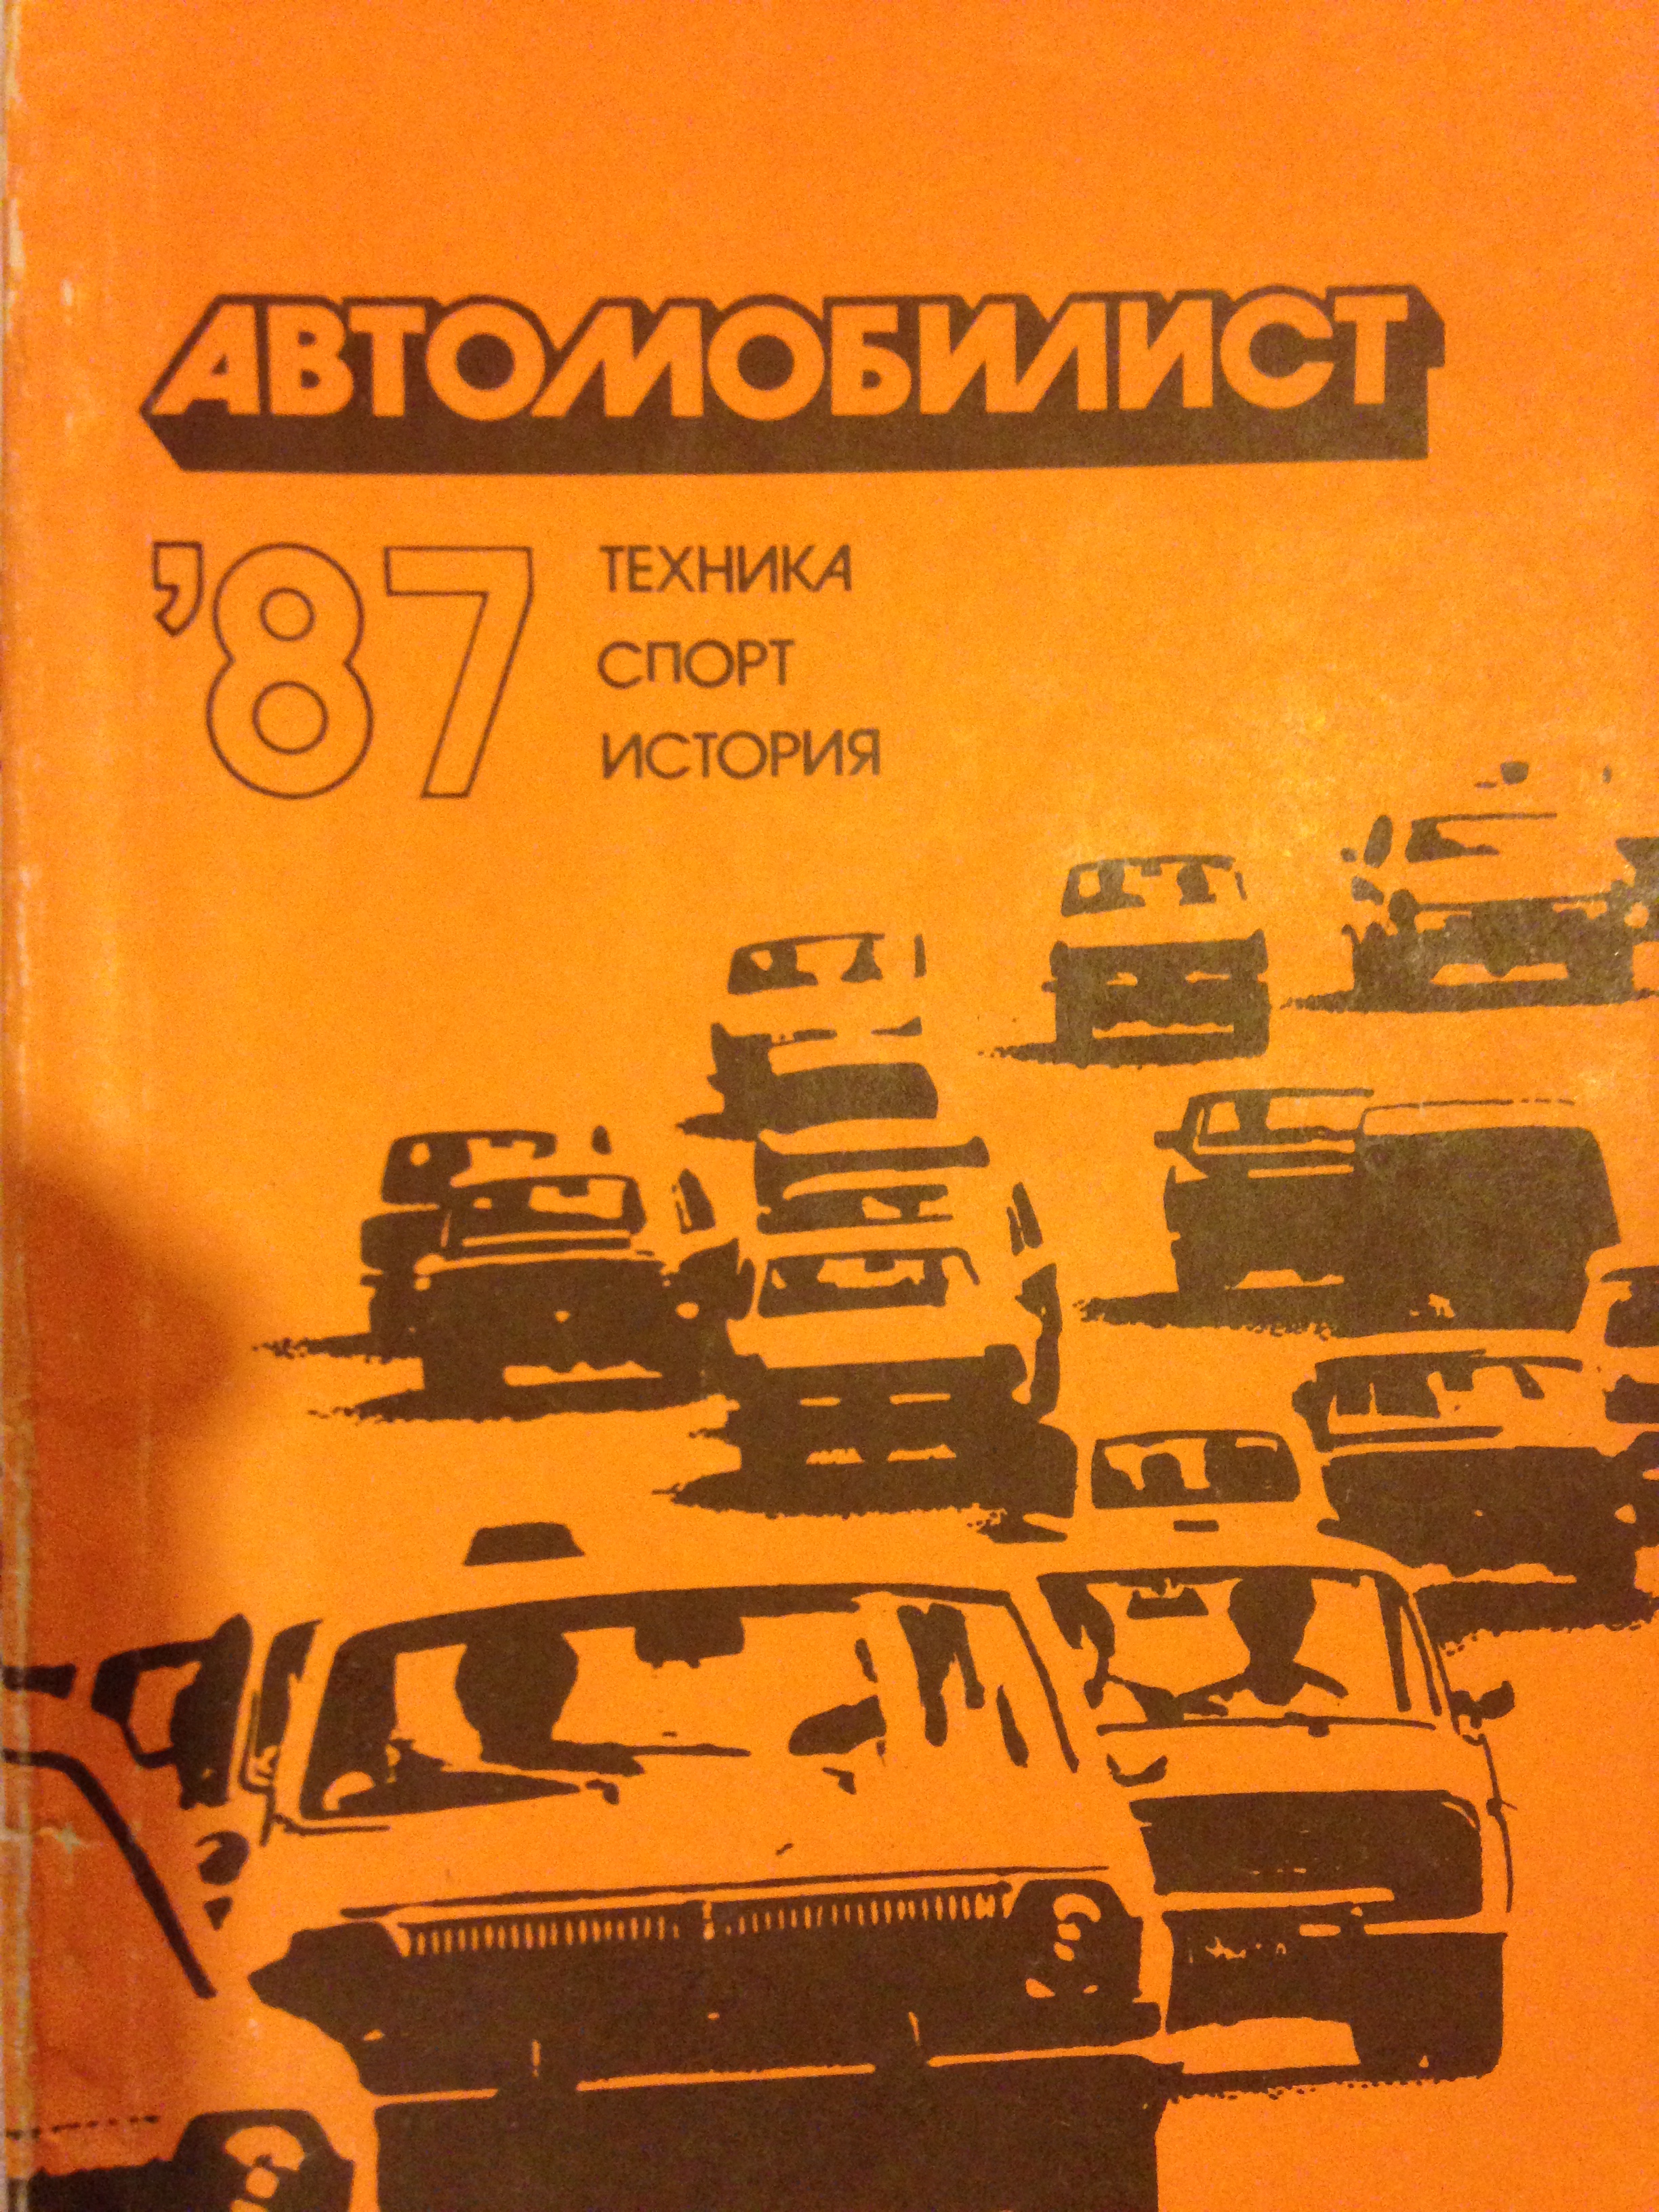 АВТОМОБИЛИСТ
'87
ТЕХНИКА
СПОРТ
ИСТОРИЯ